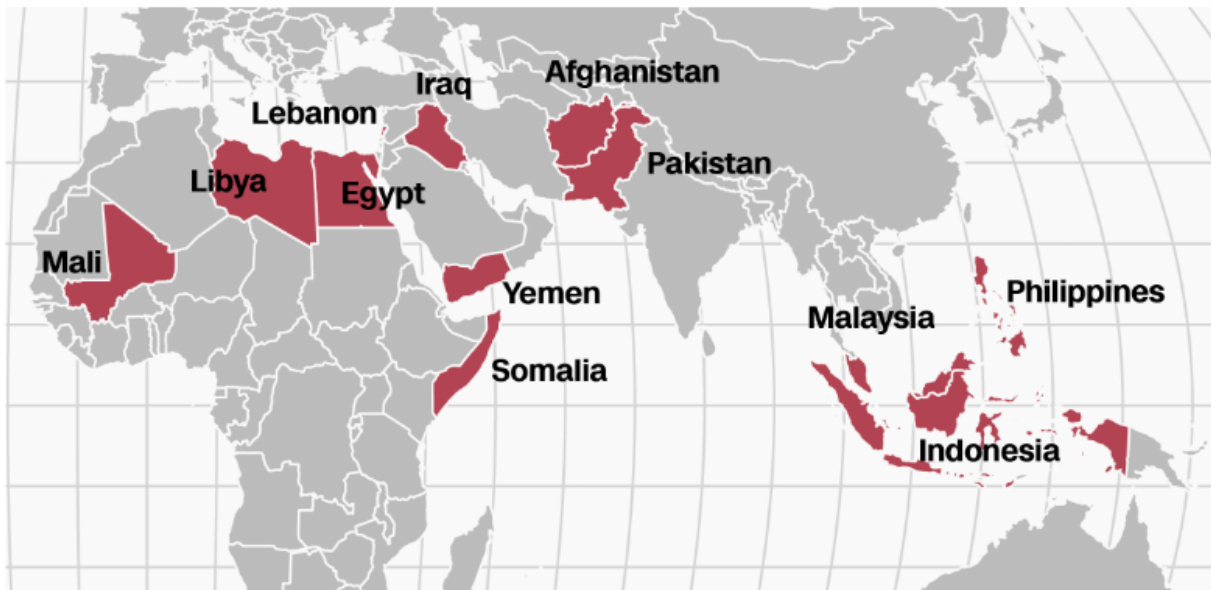 Afghanistan
Iraq
Lebanon
Pakistan
Libya
Egypt
Mali
Yemen
Philippines
Malaysia
Somalia
Indonesia